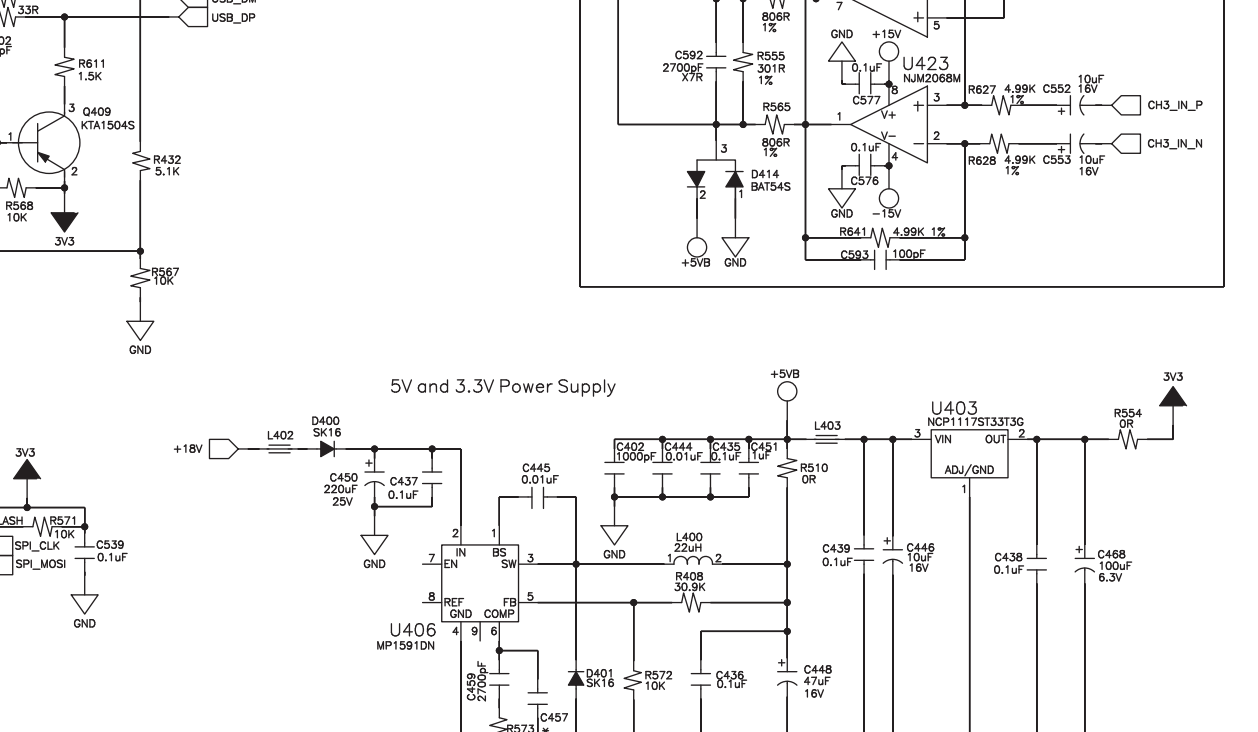 33R
USB_DP
R611
1.5K
3
Q409
KTA1504S
1
2
R568
10K
3V3
R432
5.1K
R567
10K
GND
806R
1%
7
5
C592
2700pF
X7R
R555
301R
1%
GND
+15V
0.1uF
C577
8
U423
NJM2068M
V+
V-
1
3
2
4
R565
806R
1%
R627
4.99K
1%
C552
10uF
16V
+
CH3_IN_P
R628
4.99K
1%
C553
10uF
16V
+
CH3_IN_N
0.1uF
C576
GND
-15V
3
D414
BAT54S
2
1
+5VB
GND
R641
4.99K 1%
C593
100pF
5V and 3.3V Power Supply
+18V
L402
D400
SK16
+
C450
220uF
25V
C437
0.1uF
GND
C445
0.01uF
2
1
IN
BS
7
EN
SW
3
8
REF
FB
5
GND
COMP
4
9
6
U406
MP1591DN
C459
2700pF
R573
C457
*
D401
SK16
R572
10K
L400
22uH
1
2
R408
30.9K
C436
0.1uF
+
C448
47uF
16V
+5VB
C402
1000pF
C444
0.01uF
C435
0.1uF
C451
1uF
GND
R510
0R
L403
U403
NCP1117ST33T3G
3
VIN
OUT
2
ADJ/GND
1
R554
0R
3V3
C439
0.1uF
+
C446
10uF
16V
C438
0.1uF
+
C468
100uF
6.3V
3V3
R571
10K
SPI_CLK
SPI_MOSI
C539
0.1uF
GND